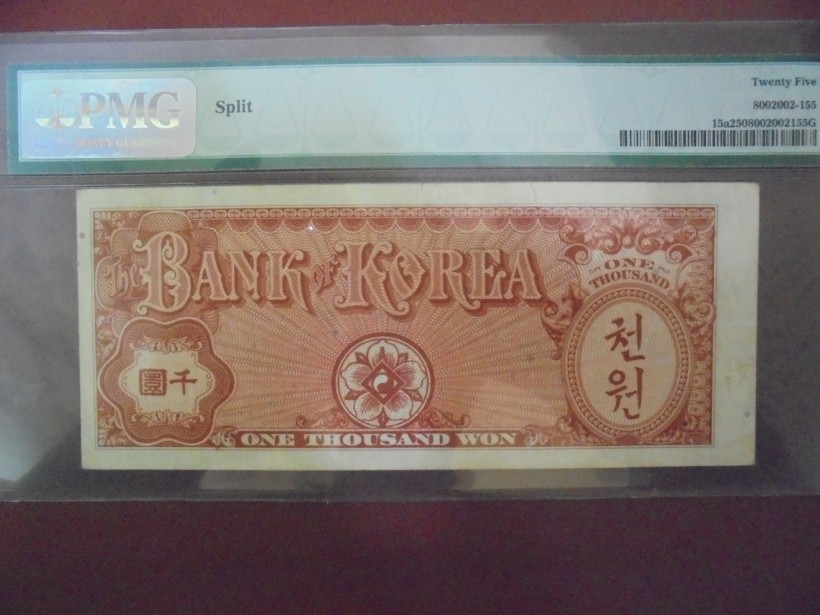 PMG
Split
Twenty Five
8002002-155
15a2508002002155G
The BANK OF KOREA
ONE
THOUSAND
圓千
천
원
ONE THOUSAND WON